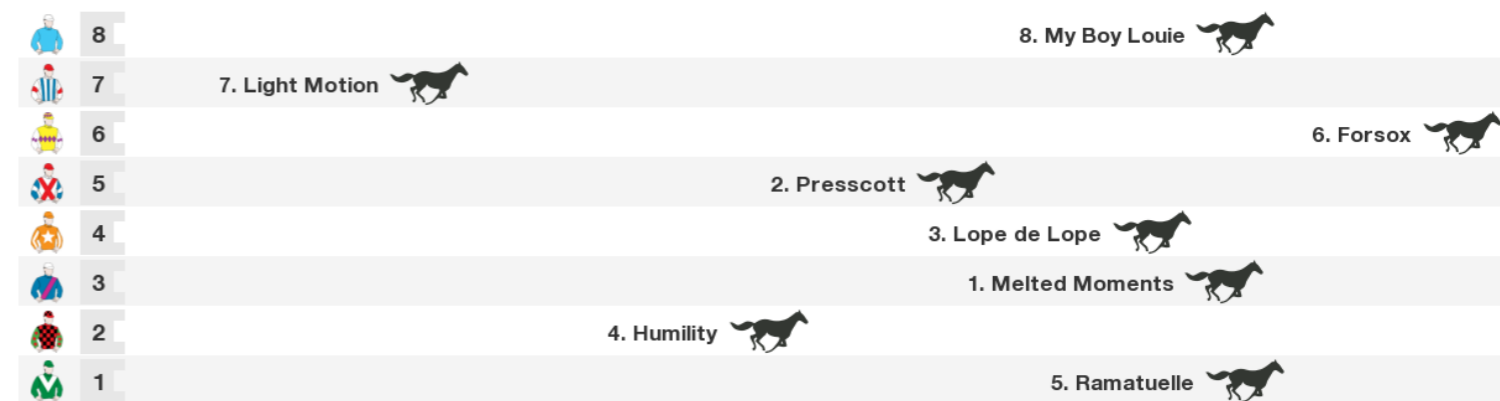 8 8. My Boy Louie
7 7. Light Motion
6 6. Forsox
5 2. Presscott
4 3. Lope de Lope
3 1. Melted Moments
2 4. Humility
1 5. Ramatuelle